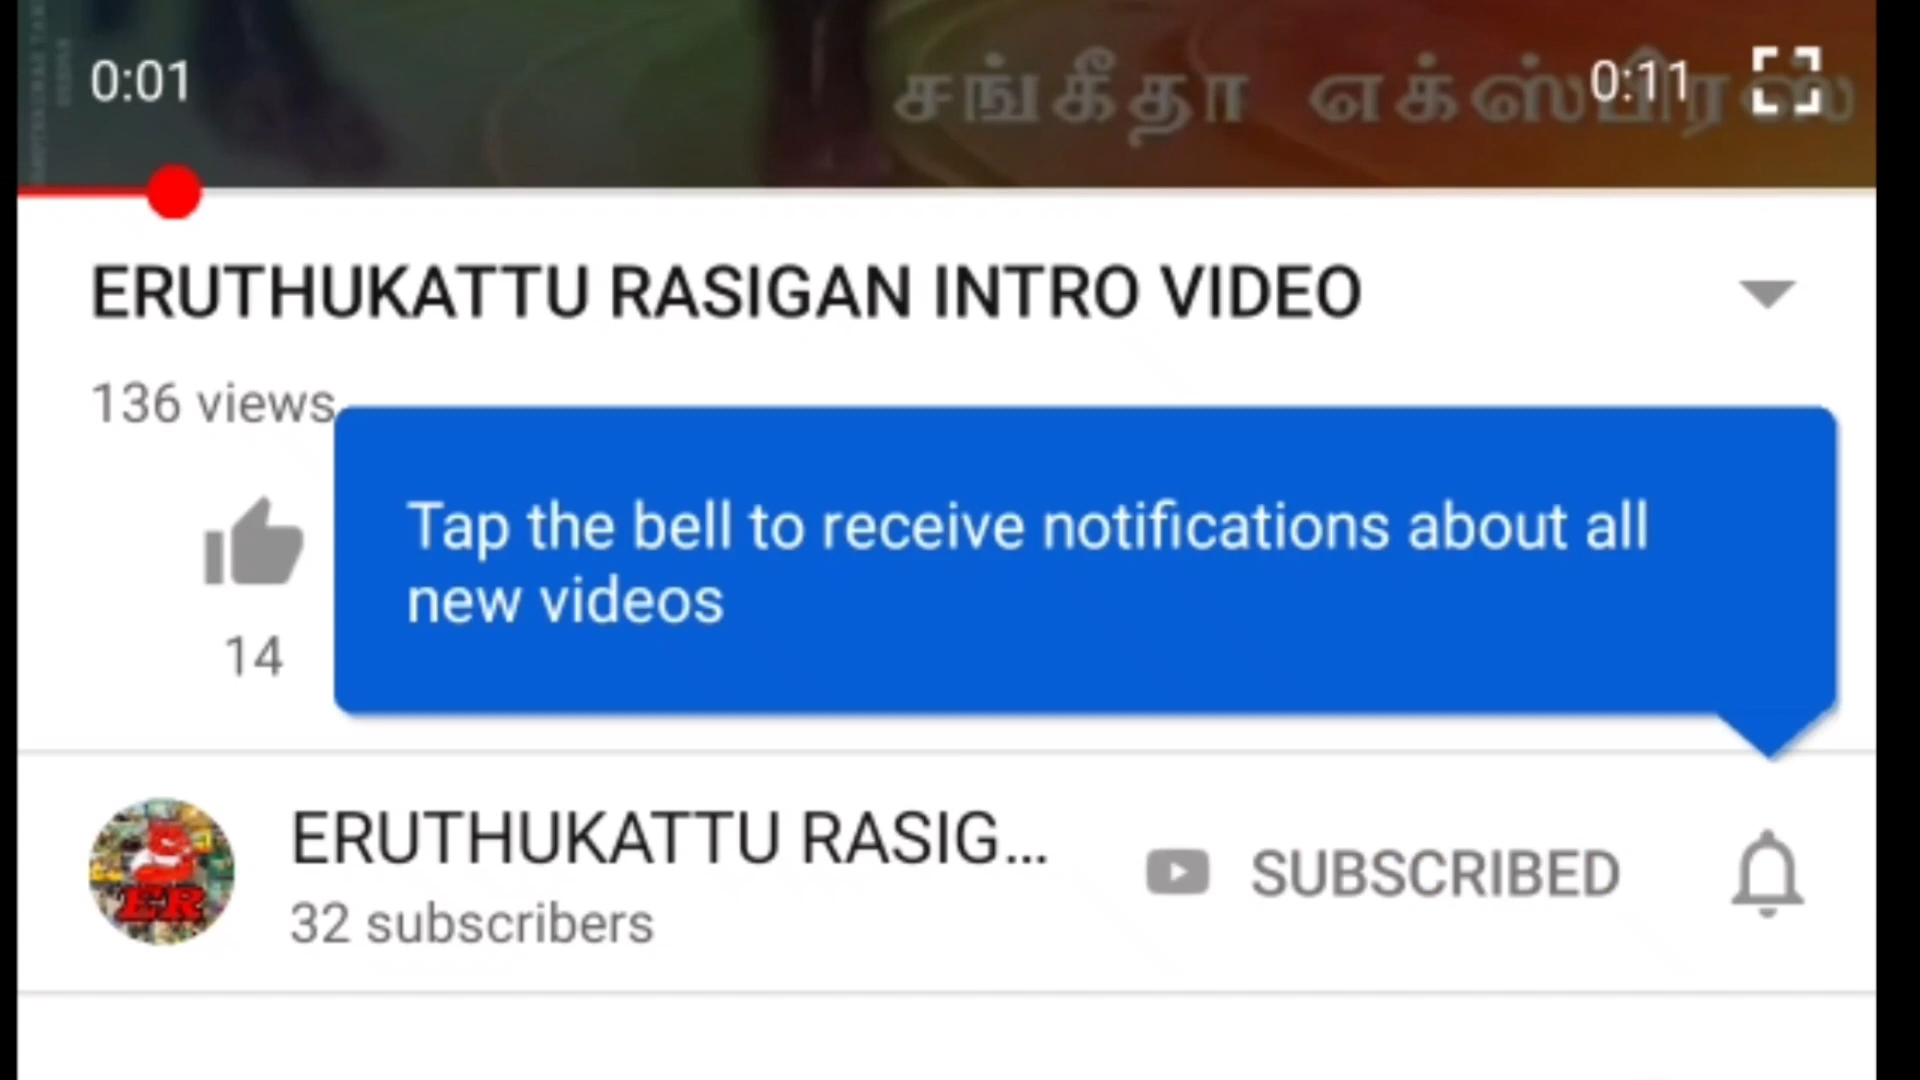 0:01
சங்கீதா எக்ஸ்பிரஸ்
0:11
ERUTHUKATTU RASIGAN INTRO VIDEO
136 views
Tap the bell to receive notifications about all
new videos
14
ERUTHUKATTU RASIG...
32 subscribers
SUBSCRIBED
ER